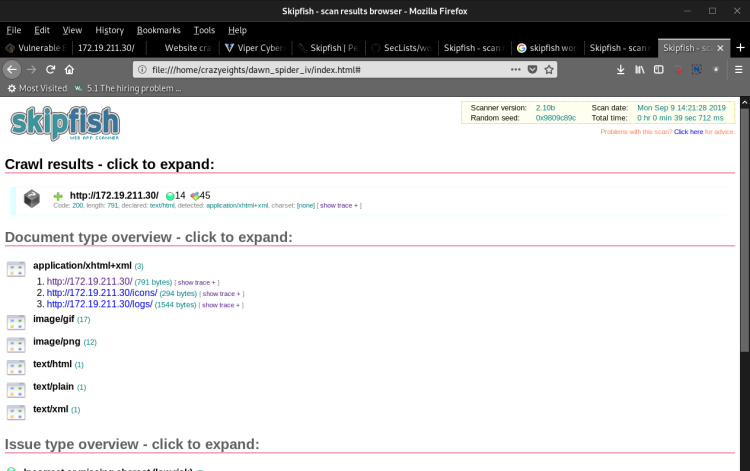 Skipfish - scan results browser - Mozilla Firefox
File Edit View History Bookmarks Tools Help
Vulnerable 172.19.211.30/ Website cra Viper Cyber Skipfish | Pe SecLists/wo Skipfish - scan skipfish wor Skipfish - scan Skipfish - scan
file:///home/crazyeights/dawn_spider_iv/index.html#
Most Visited 5.1 The hiring problem ...
skipfish
WEB APP SCANNER
Scanner version: 2.10b Scan date: Mon Sep 9 14:21:28 2019
Random seed: 0x9809c89c Total time: 0 hr 0 min 39 sec 712 ms
Problems with this scan? Click here for advice.
Crawl results - click to expand:
http://172.19.211.30/ 14 45
Code: 200, length: 791, declared: text/html, detected: application/xhtml+xml, charset: [none] [ show trace + ]
Document type overview - click to expand:
application/xhtml+xml (3)
1. http://172.19.211.30/ (791 bytes) [ show trace + ]
2. http://172.19.211.30/icons/ (294 bytes) [ show trace + ]
3. http://172.19.211.30/logs/ (1544 bytes) [ show trace + ]
image/gif (17)
image/png (12)
text/html (1)
text/plain (1)
text/xml (1)
Issue type overview - click to expand:
Incorrect or missing charset (low risk)